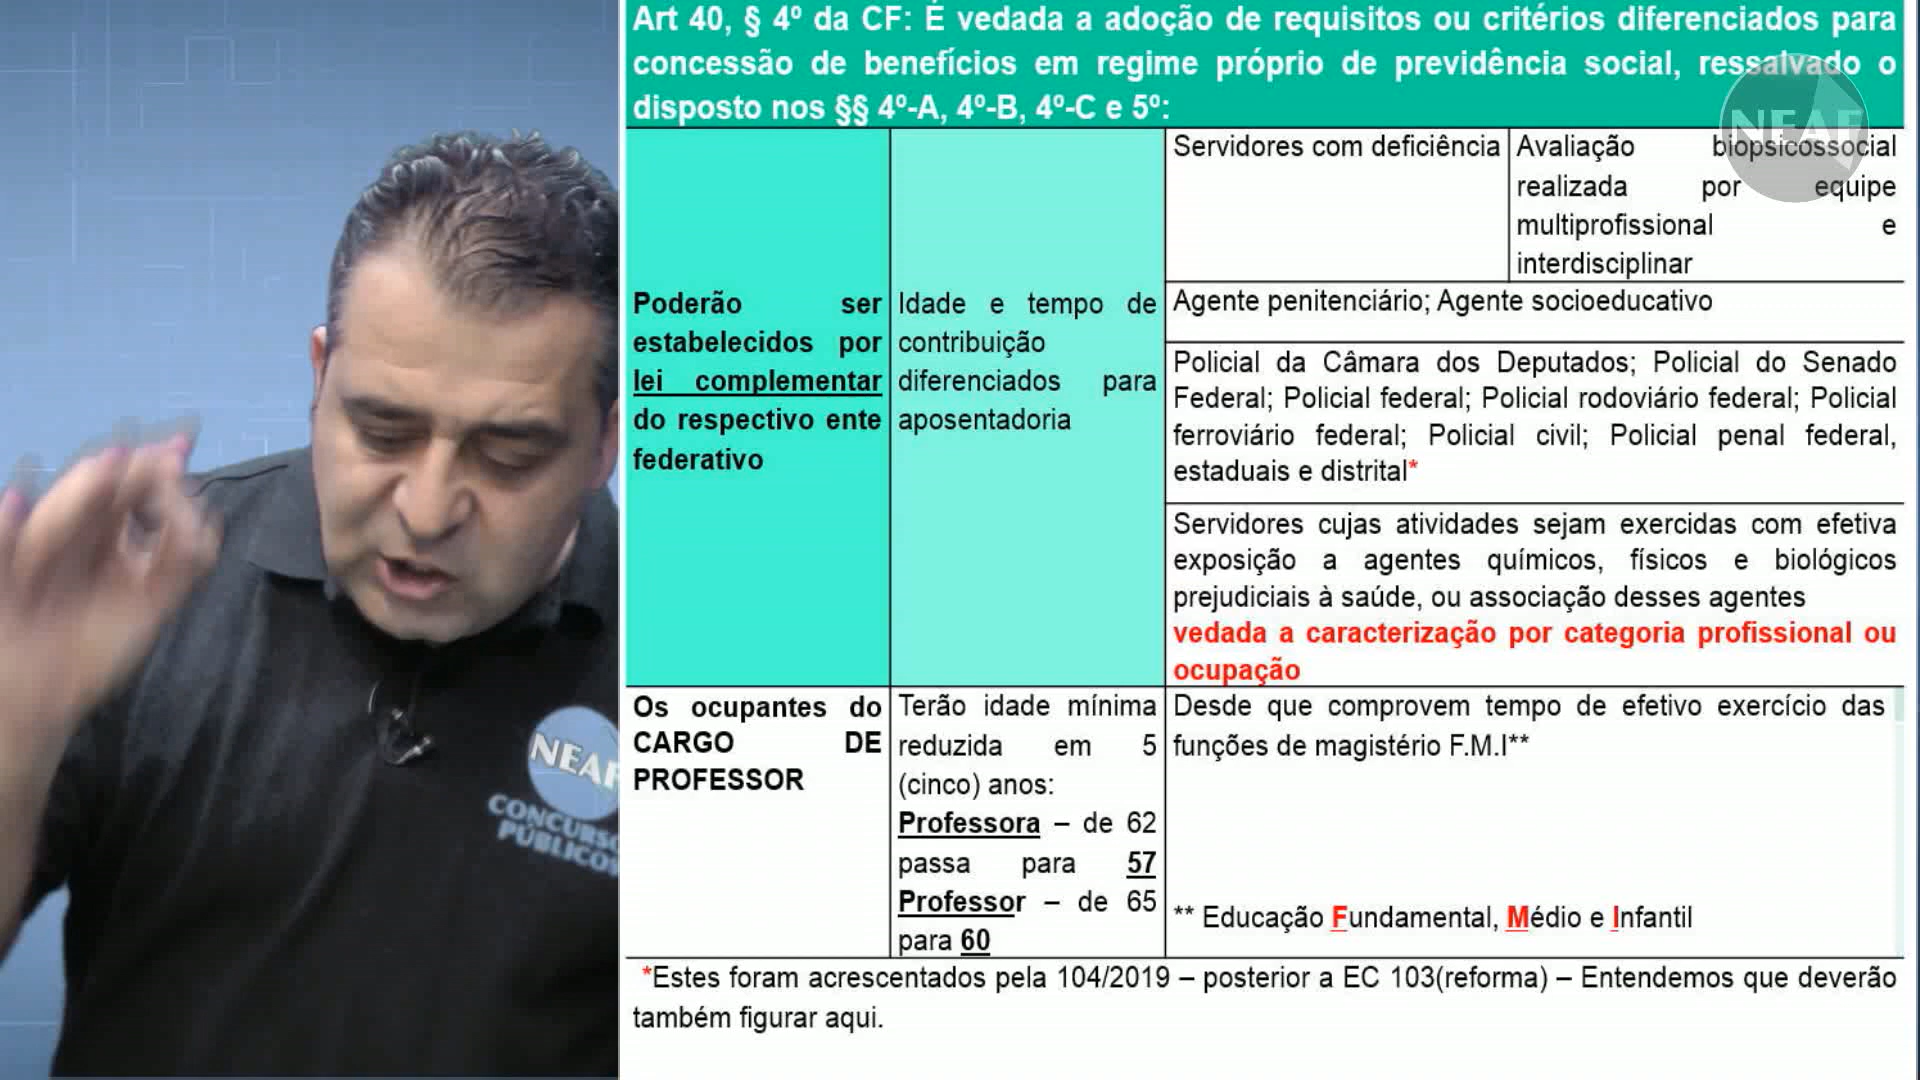 Art 40, § 4º da CF: É vedada a adoção de requisitos ou critérios diferenciados para
concessão de benefícios em regime próprio de previdência social, ressalvado o
disposto nos §§ 4º-A, 4º-B, 4º-C e 5º:
NEAF
Poderão ser
estabelecidos por
lei complementar
do respectivo ente
federativo
Idade e tempo de
contribuição
diferenciados para
aposentadoria
Servidores com deficiência
Avaliação biopsicossocial
realizada por equipe
multiprofissional e
interdisciplinar
Agente penitenciário; Agente socioeducativo
Policial da Câmara dos Deputados; Policial do Senado
Federal; Policial federal; Policial rodoviário federal; Policial
ferroviário federal; Policial civil; Policial penal federal,
estaduais e distrital*
Servidores cujas atividades sejam exercidas com efetiva
exposição a agentes químicos, físicos e biológicos
prejudiciais à saúde, ou associação desses agentes
vedada a caracterização por categoria profissional ou
ocupação
Os ocupantes do
CARGO DE
PROFESSOR
Terão idade mínima
reduzida em 5
(cinco) anos:
Professora – de 62
passa para 57
Professor – de 65
para 60
Desde que comprovem tempo de efetivo exercício das
funções de magistério F.M.I**
** Educação Fundamental, Médio e Infantil
*Estes foram acrescentados pela 104/2019 – posterior a EC 103(reforma) – Entendemos que deverão
também figurar aqui.
NEAF
CONCURSO
PÚBLICO